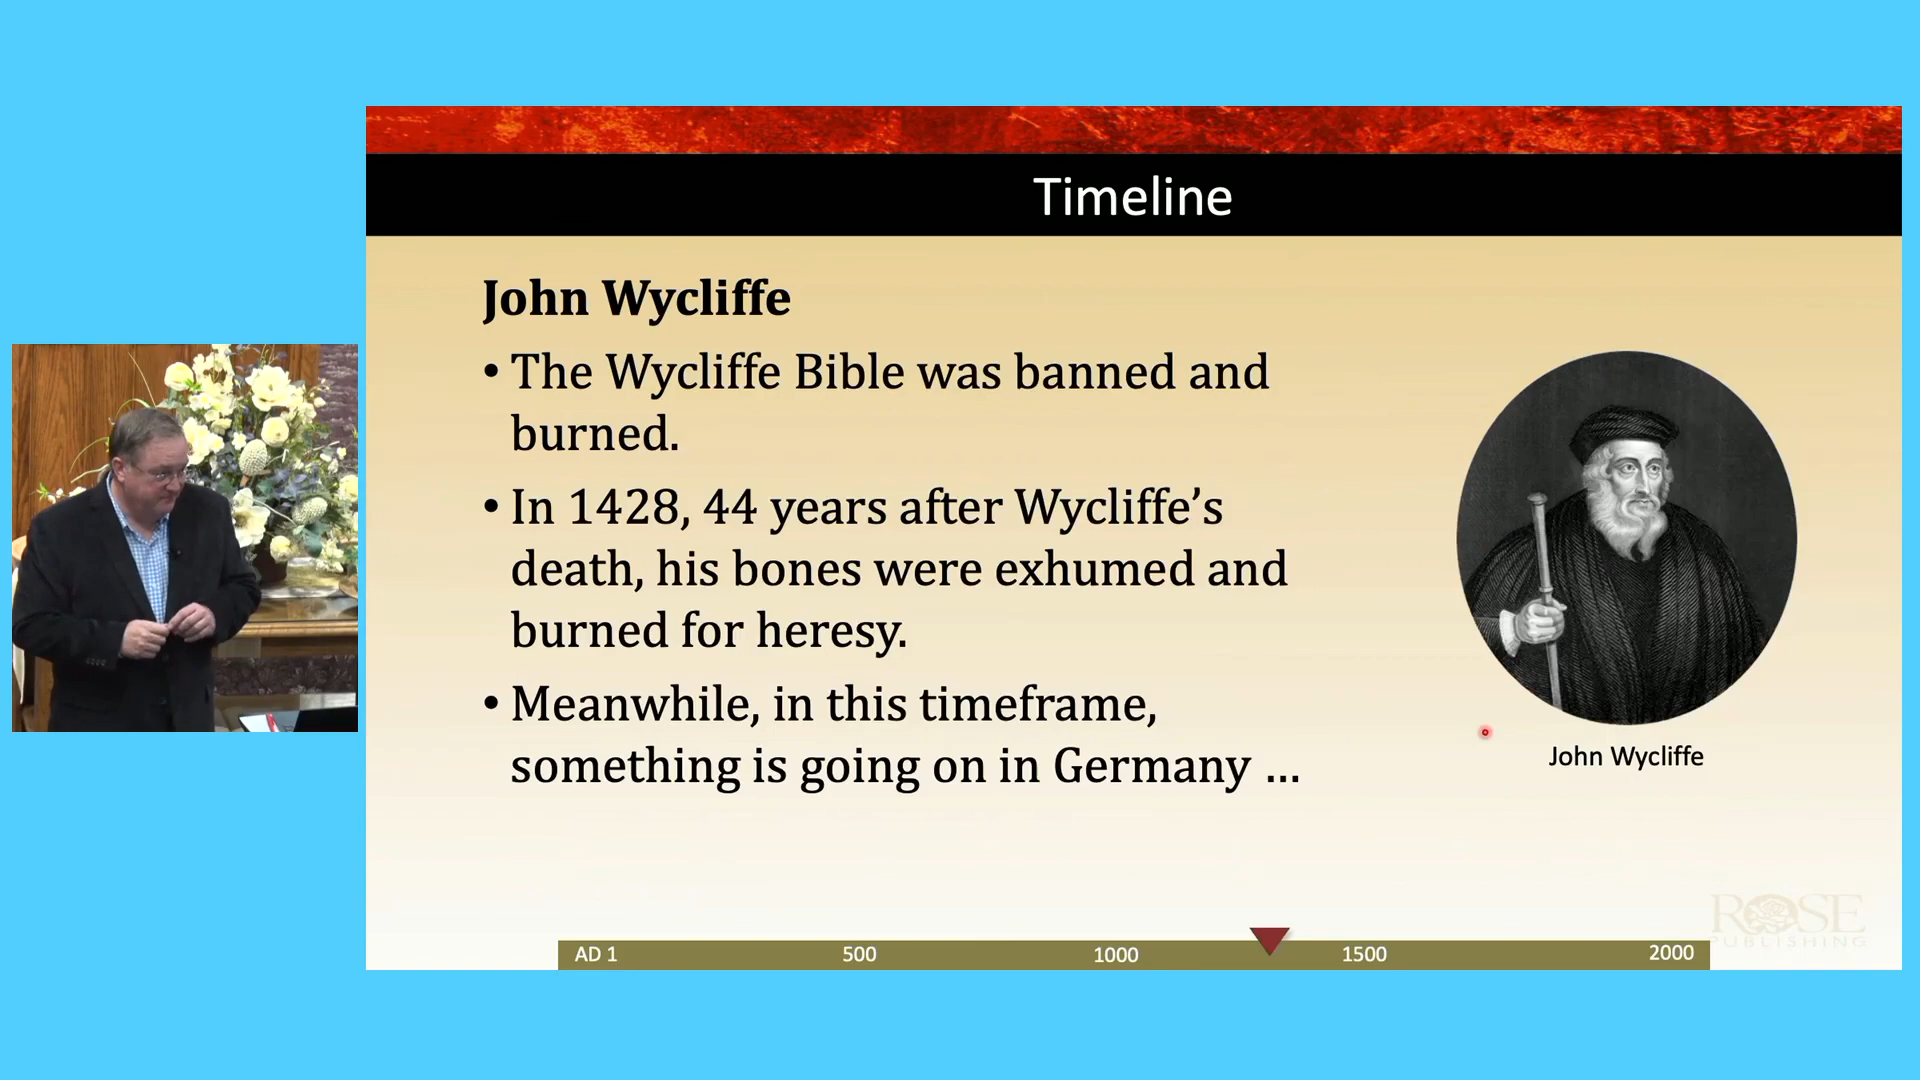 Timeline
John Wycliffe
• The Wycliffe Bible was banned and
burned.
• In 1428, 44 years after Wycliffe’s
death, his bones were exhumed and
burned for heresy.
• Meanwhile, in this timeframe,
something is going on in Germany ...
John Wycliffe
ROSE
PUBLISHING
AD 1 500 1000 1500 2000